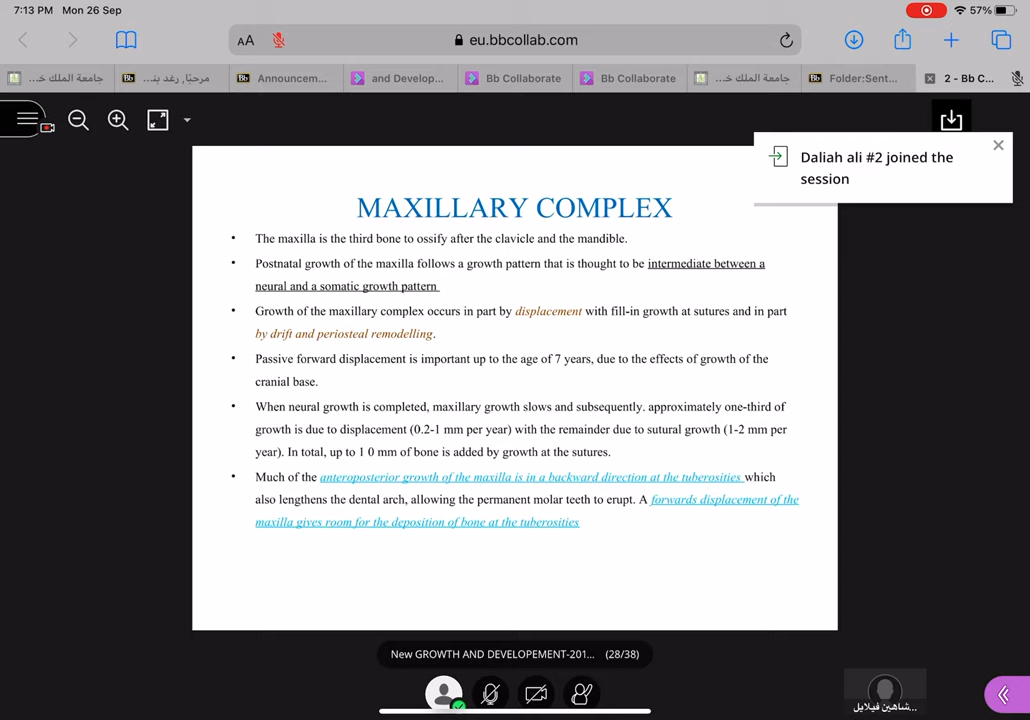 7:13 PM Mon 26 Sep
57%
AA
eu.bbcollab.com
جامعة الملك خـ...
مرحبًا, رغد بنـ...
Announcem...
and Develop...
Bb Collaborate
Bb Collaborate
جامعة الملك خـ...
Folder:Sent...
2 - Bb C...
Daliah ali #2 joined the
session
MAXILLARY COMPLEX
• The maxilla is the third bone to ossify after the clavicle and the mandible.
• Postnatal growth of the maxilla follows a growth pattern that is thought to be intermediate between a
neural and a somatic growth pattern
• Growth of the maxillary complex occurs in part by displacement with fill-in growth at sutures and in part
by drift and periosteal remodelling.
• Passive forward displacement is important up to the age of 7 years, due to the effects of growth of the
cranial base.
• When neural growth is completed, maxillary growth slows and subsequently. approximately one-third of
growth is due to displacement (0.2-1 mm per year) with the remainder due to sutural growth (1-2 mm per
year). In total, up to 1 0 mm of bone is added by growth at the sutures.
• Much of the anteroposterior growth of the maxilla is in a backward direction at the tuberosities which
also lengthens the dental arch, allowing the permanent molar teeth to erupt. A forwards displacement of the
maxilla gives room for the deposition of bone at the tuberosities
New GROWTH AND DEVELOPEMENT-201... (28/38)
شاهين فيلايل...